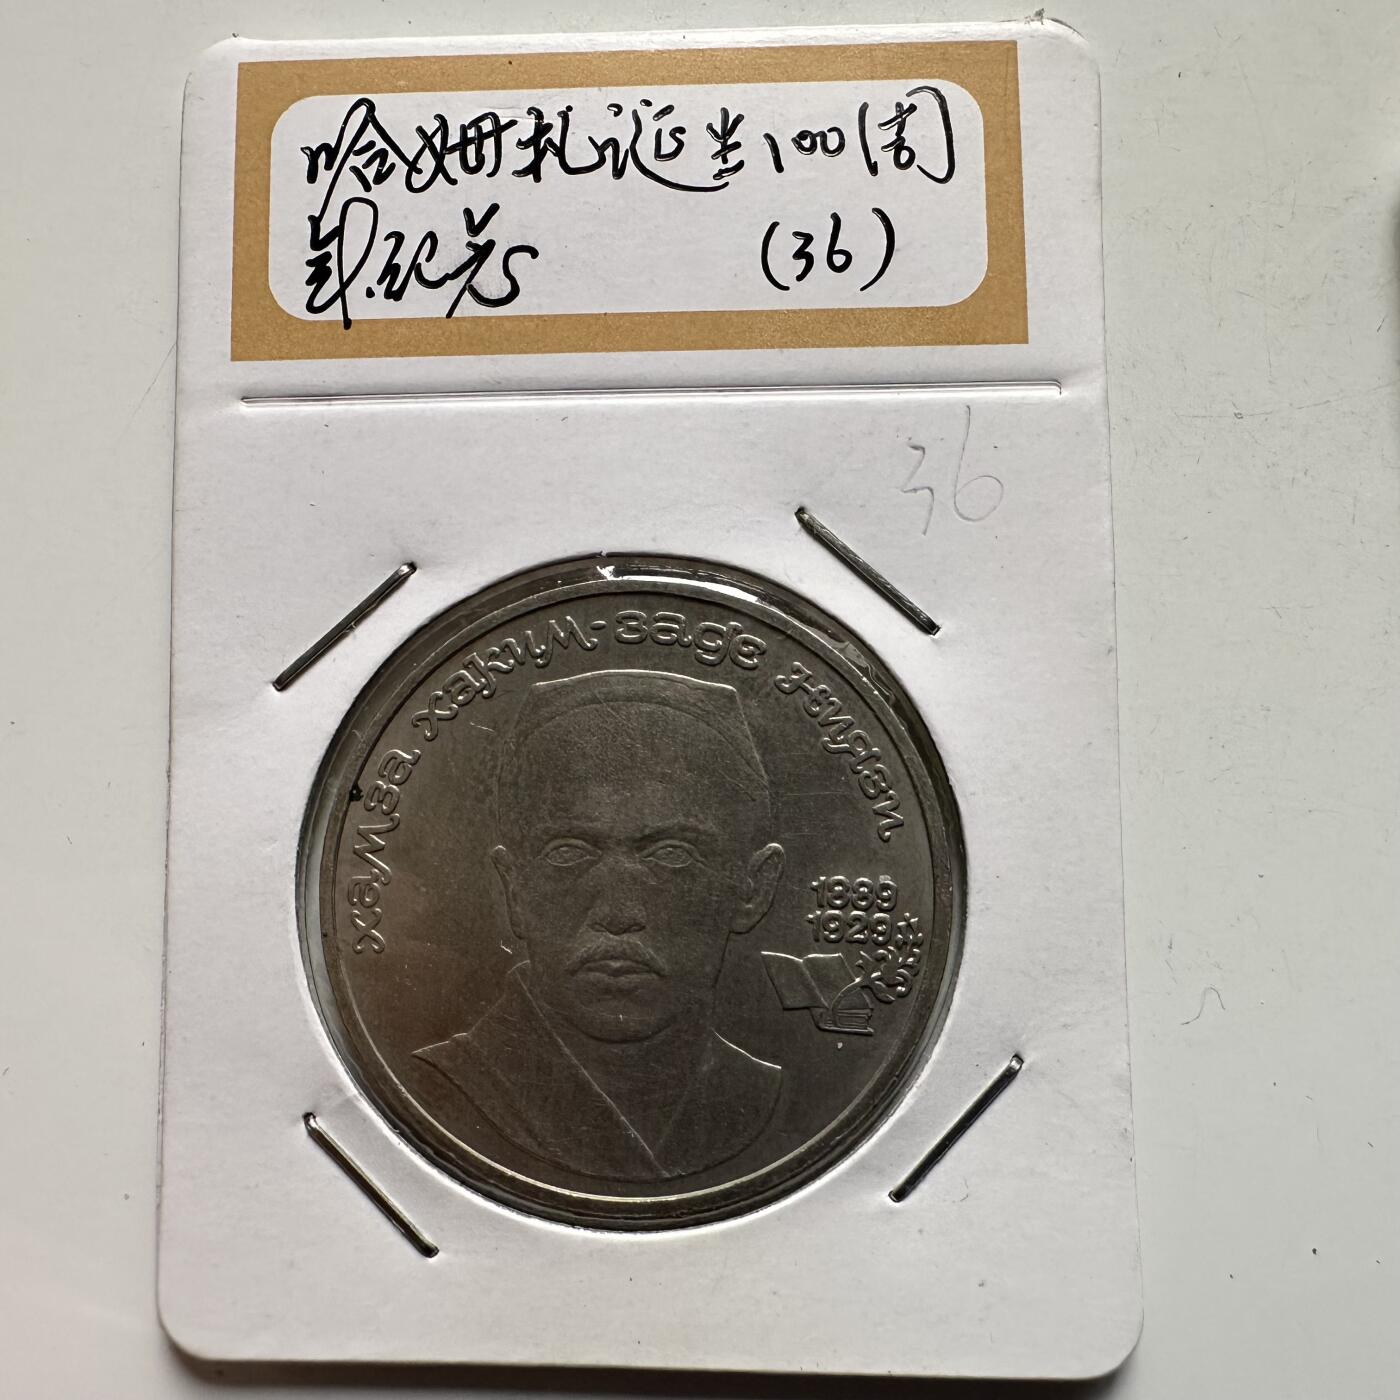 哈姆扎诞生100周
年纪念 (36)
36
хамза хаким-заде ниязи
1889
1929